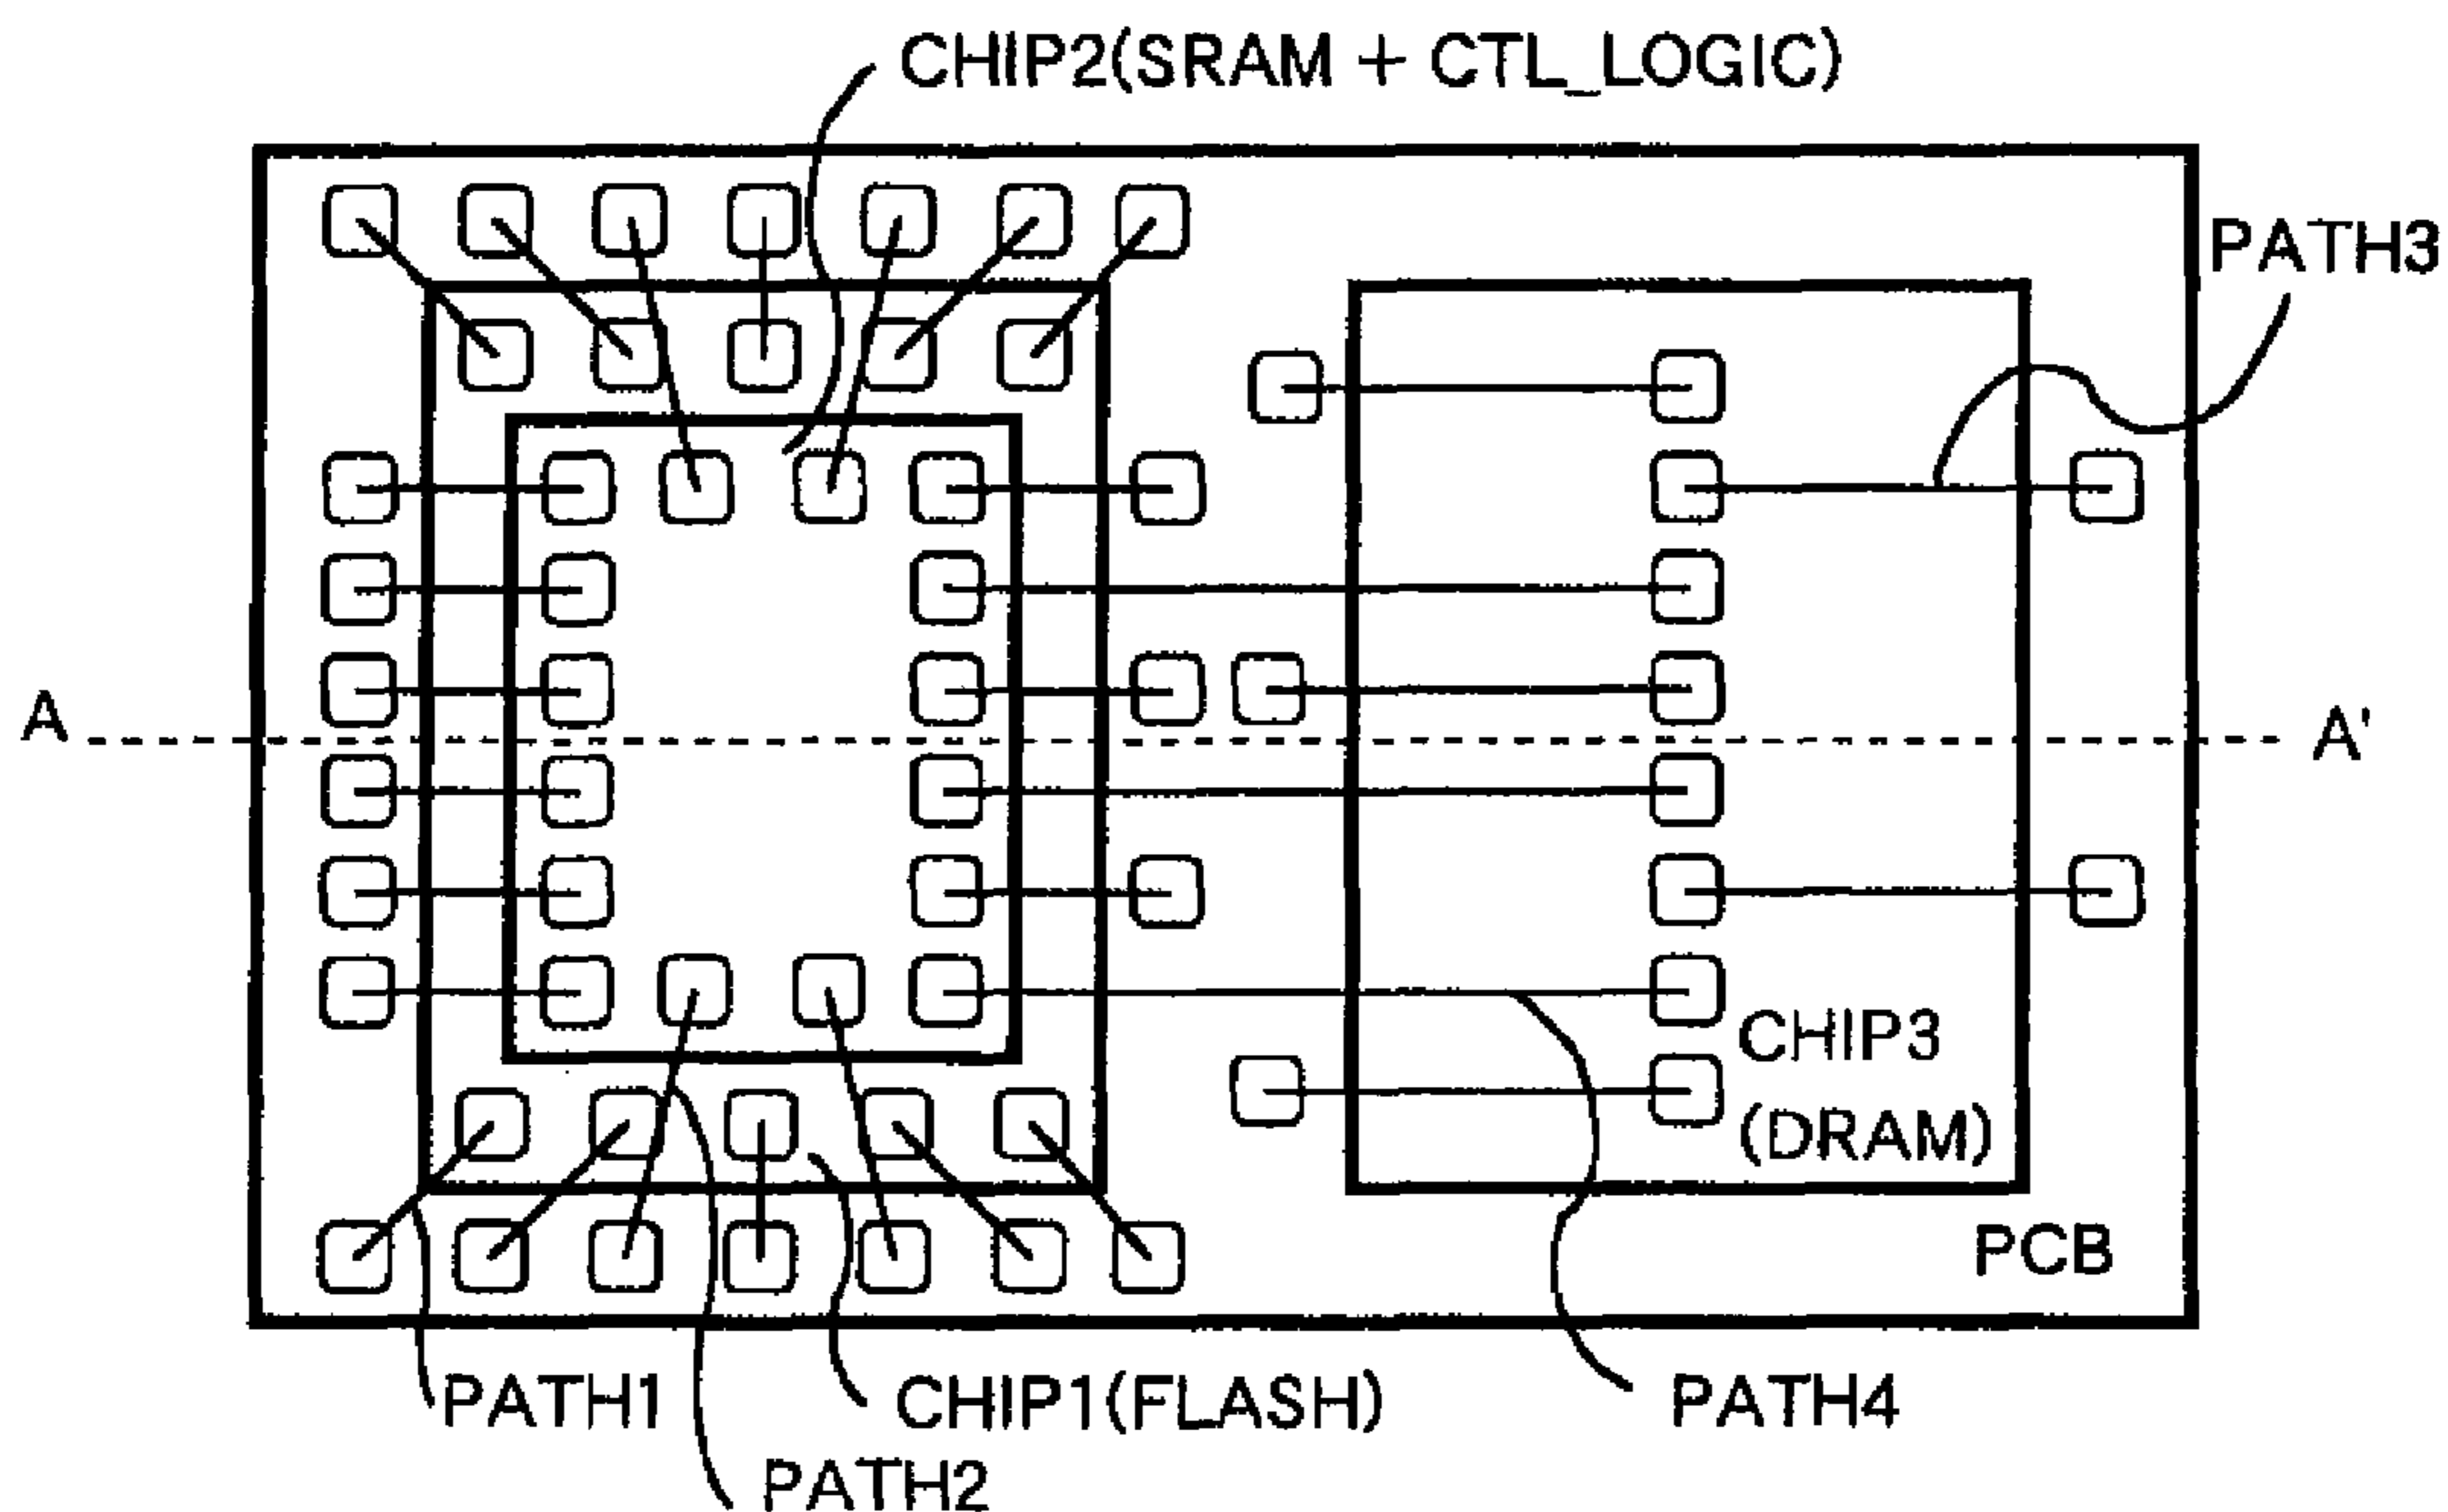 CHIP2(SRAM + CTL_LOGIC)
PATH3
A
A'
CHIP3
(DRAM)
PCB
PATH1
CHIP1(FLASH)
PATH4
PATH2